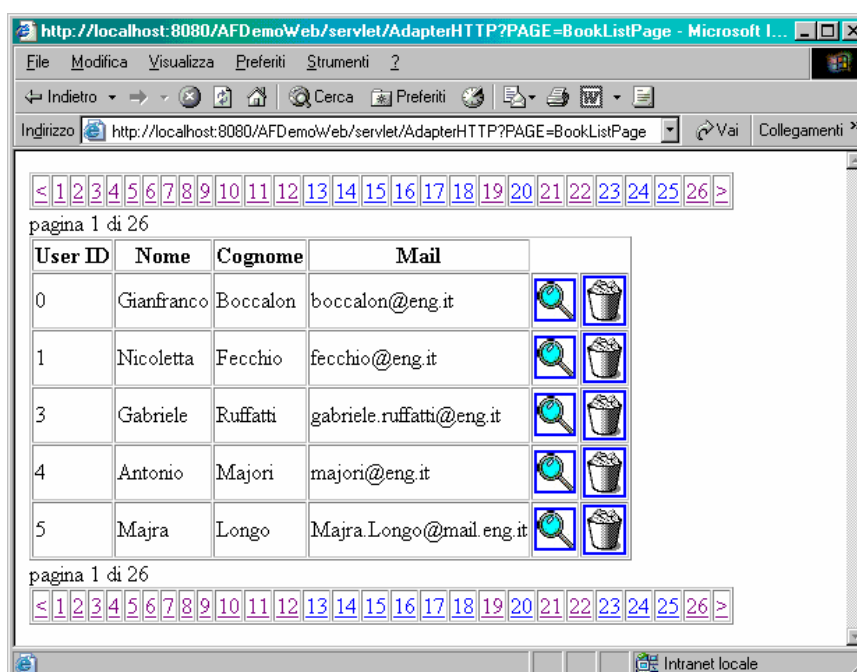 http://localhost:8080/AFDemoWeb/servlet/AdapterHTTP?PAGE=BookListPage - Microsoft I...
File Modifica Visualizza Preferiti Strumenti ?
Indietro Cerca Preferiti
Indirizzo http://localhost:8080/AFDemoWeb/servlet/AdapterHTTP?PAGE=BookListPage Vai Collegamenti »
< 1 2 3 4 5 6 7 8 9 10 11 12 13 14 15 16 17 18 19 20 21 22 23 24 25 26 >
pagina 1 di 26
User ID Nome Cognome Mail
0 Gianfranco Boccalon boccalon@eng.it
1 Nicoletta Fecchio fecchio@eng.it
3 Gabriele Ruffatti gabriele.ruffatti@eng.it
4 Antonio Majori majori@eng.it
5 Majra Longo Majra.Longo@mail.eng.it
pagina 1 di 26
< 1 2 3 4 5 6 7 8 9 10 11 12 13 14 15 16 17 18 19 20 21 22 23 24 25 26 >
Intranet locale